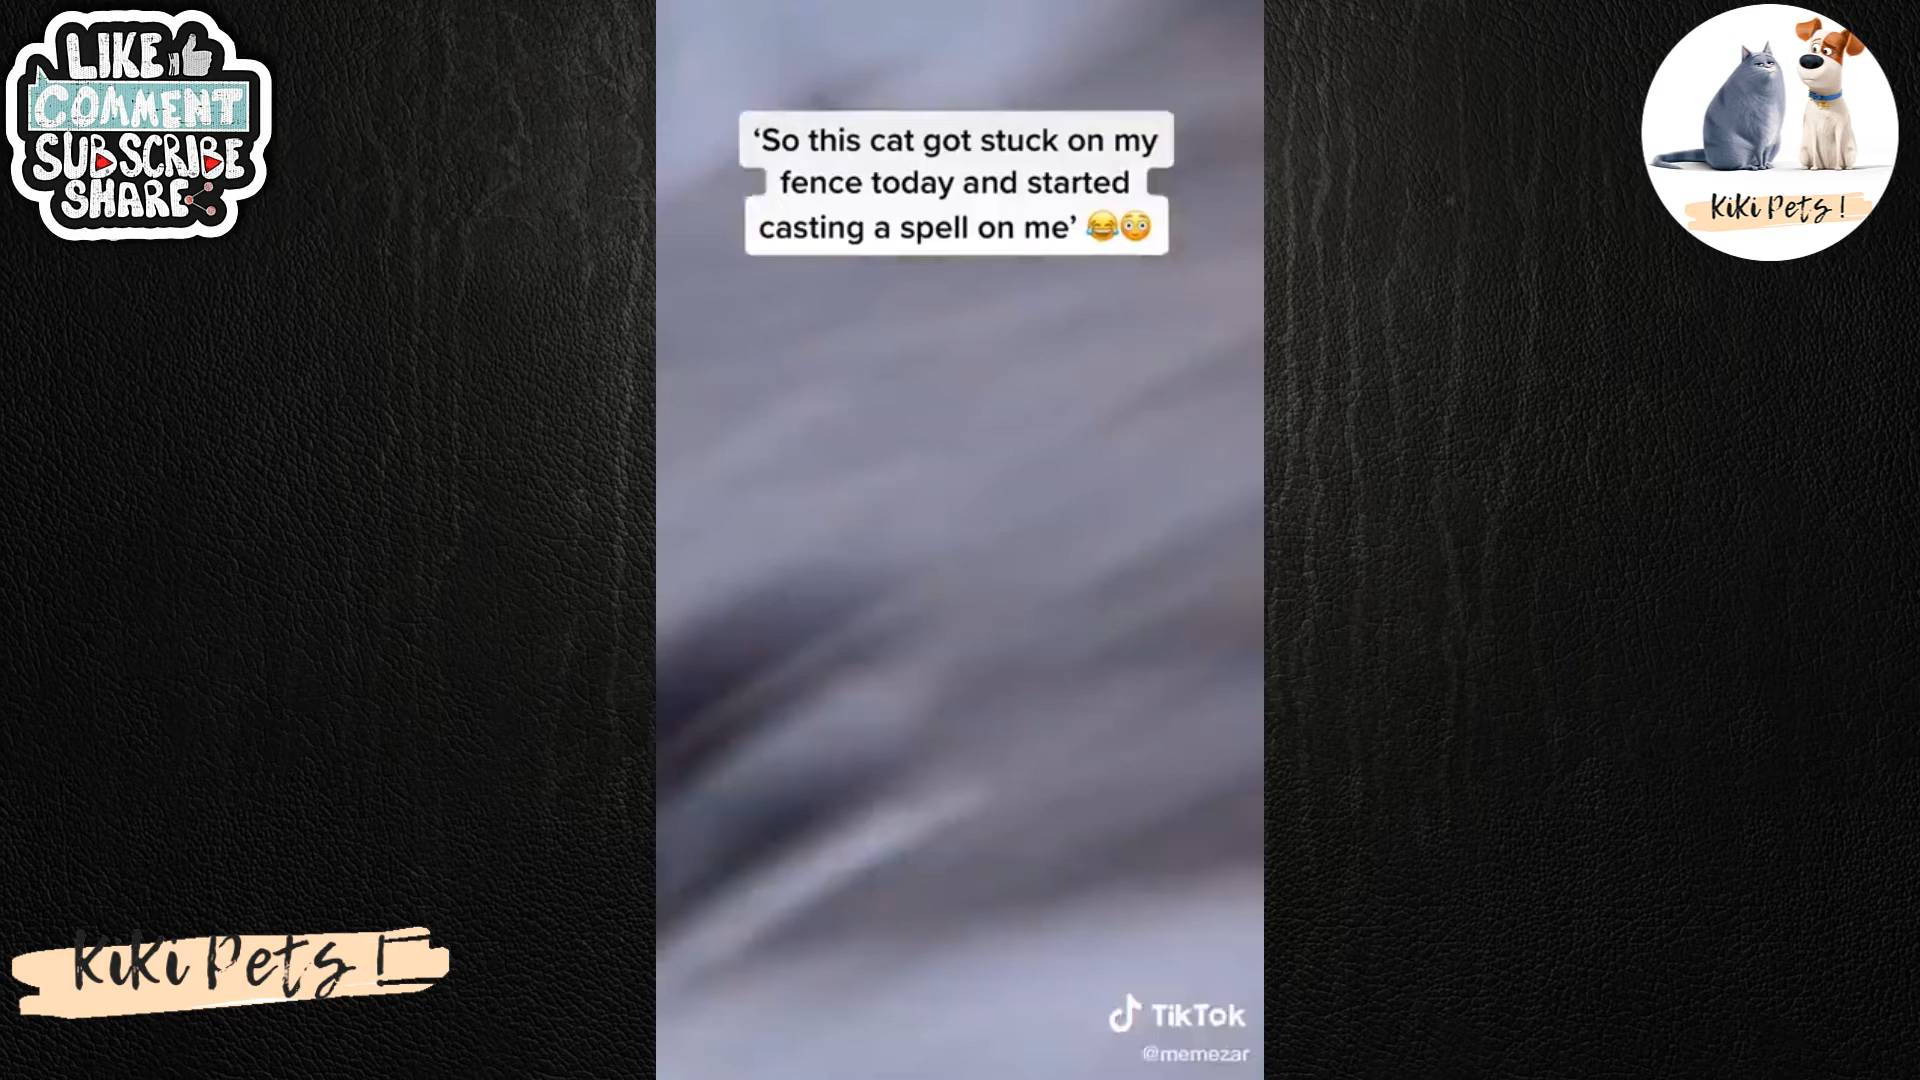 LIKE
COMMENT
SUBSCRIBE
SHARE
‘So this cat got stuck on my
fence today and started
casting a spell on me’ 😂😳
KiKi Pets !
KiKi Pets !
TikTok
@memezar